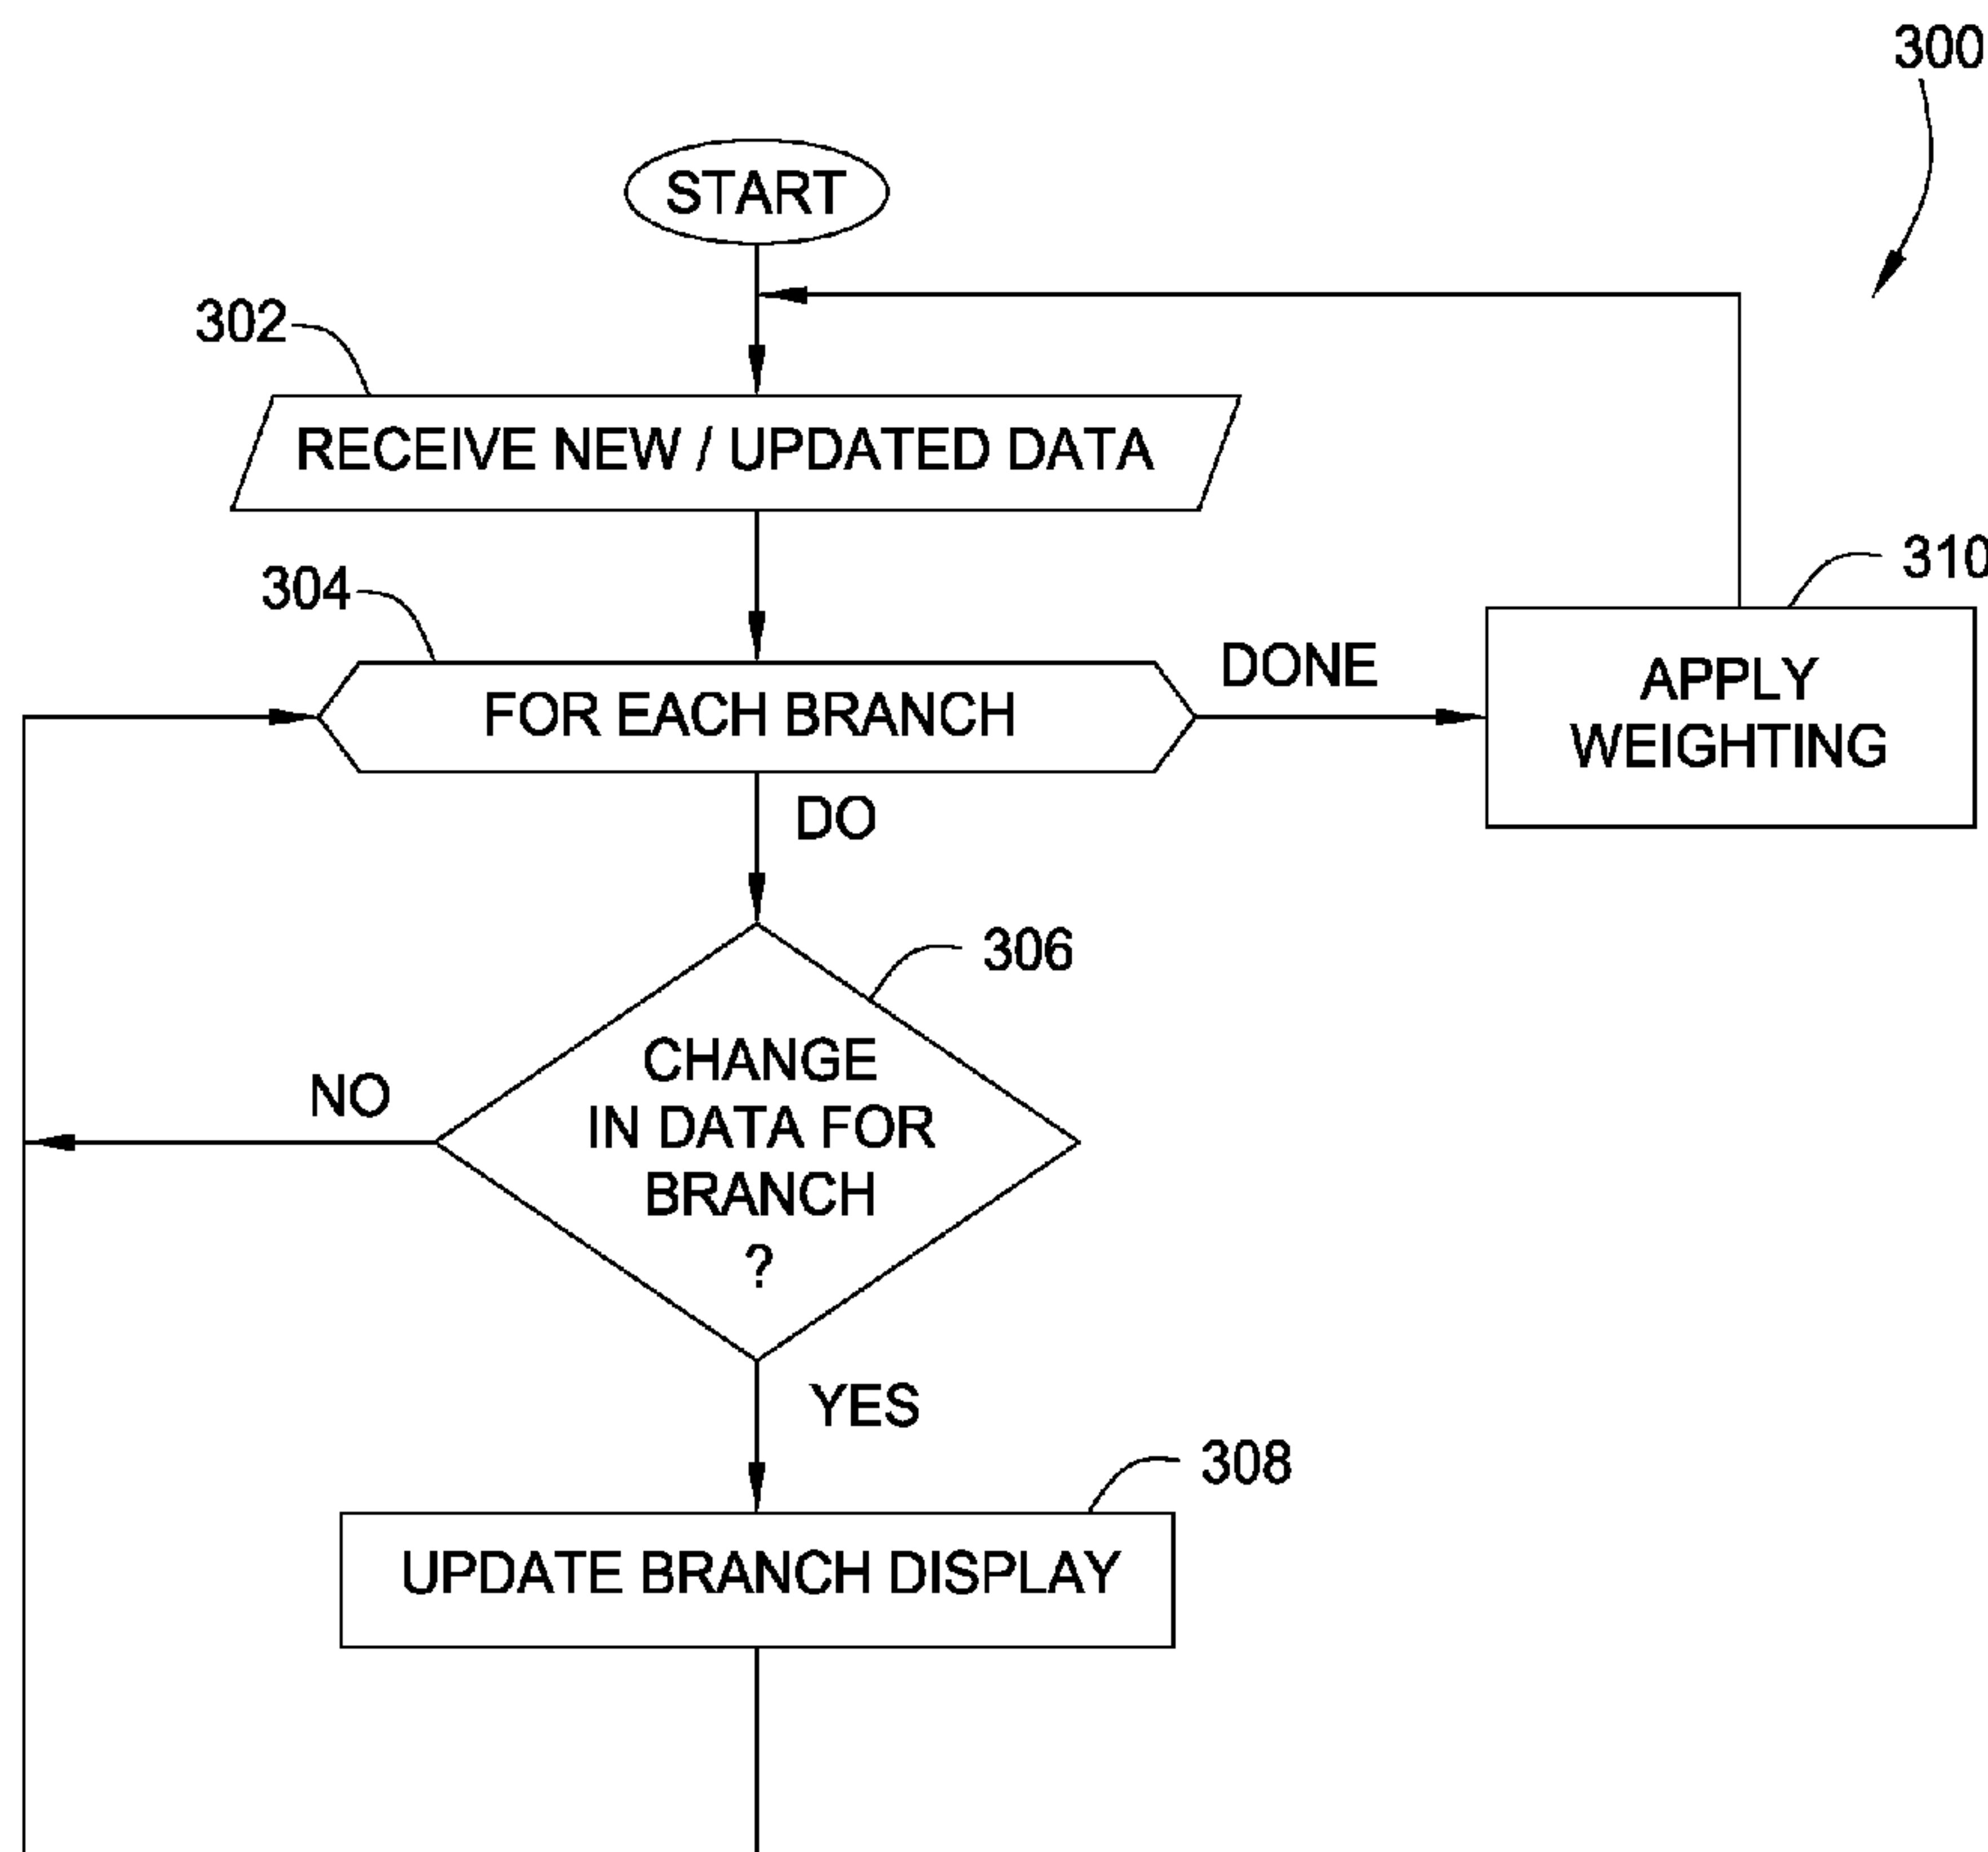 300
START
302
RECEIVE NEW / UPDATED DATA
304
FOR EACH BRANCH
DONE
310
APPLY
WEIGHTING
DO
306
CHANGE
IN DATA FOR
BRANCH
?
NO
YES
308
UPDATE BRANCH DISPLAY